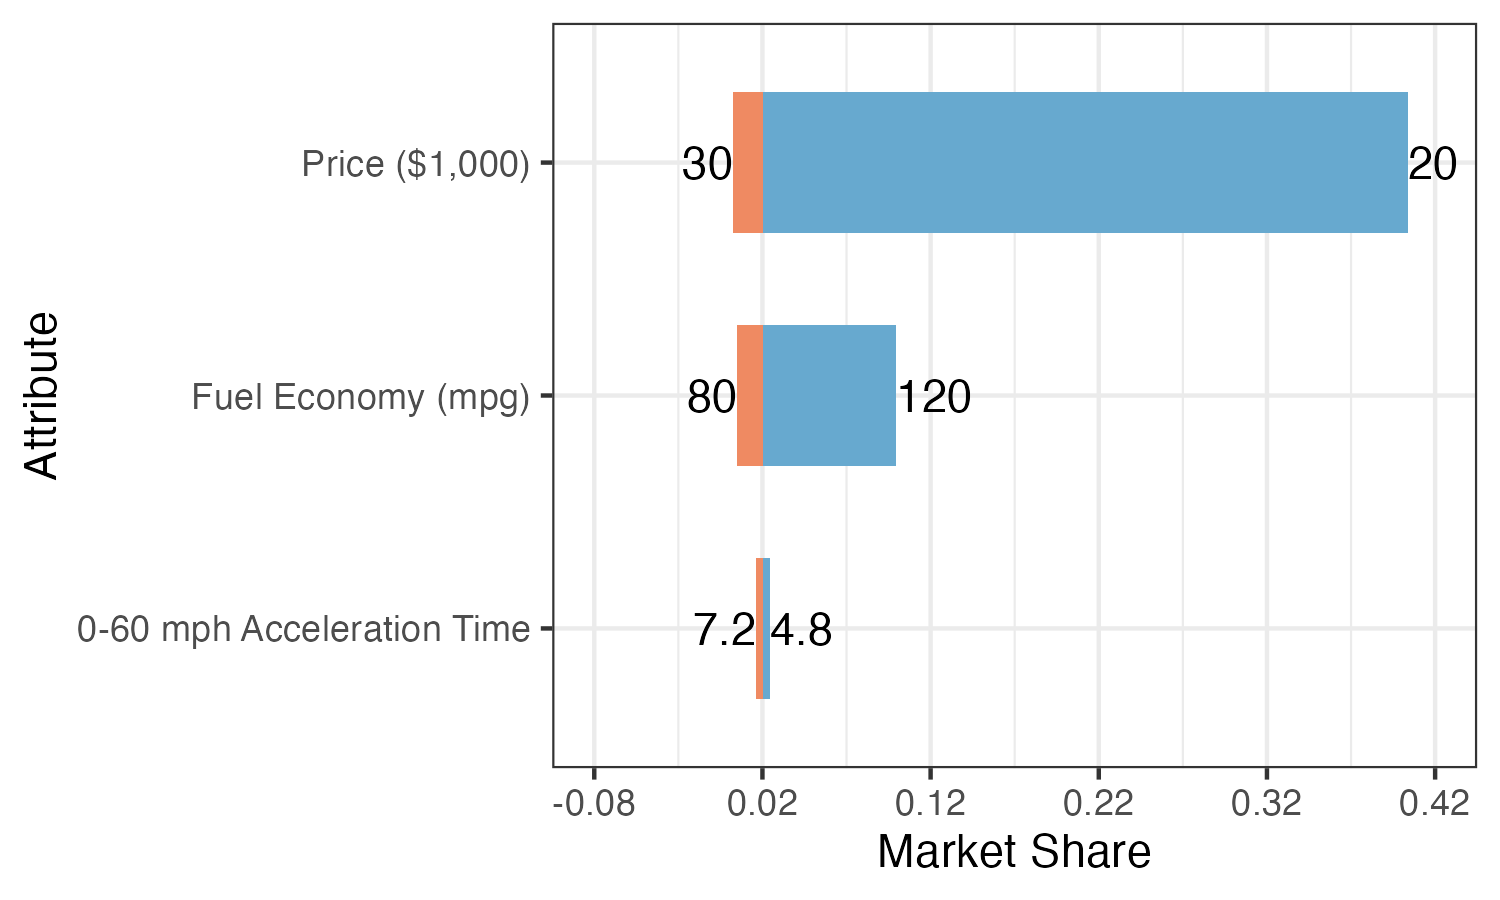 Price ($1,000)
30
20
Fuel Economy (mpg)
80
120
0-60 mph Acceleration Time
7.2
4.8
Attribute
-0.08
0.02
0.12
0.22
0.32
0.42
Market Share